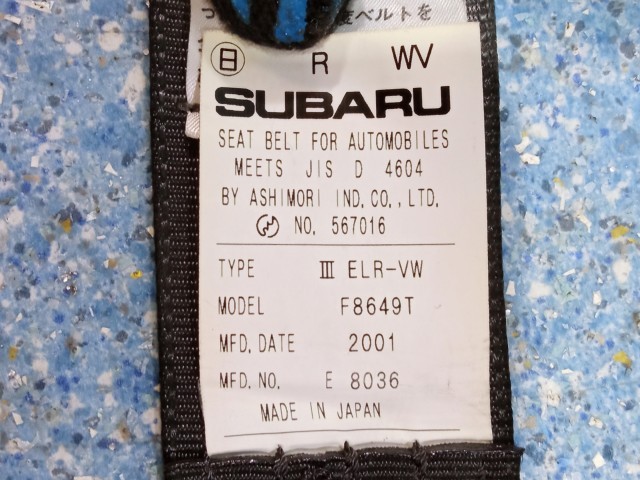 ベルトを
日 R WV
SUBARU
SEAT BELT FOR AUTOMOBILES
MEETS JIS D 4604
BY ASHIMORI IND.CO.,LTD.
NO. 567016
TYPE III ELR-VW
MODEL F8649T
MFD.DATE 2001
MFD.NO. E 8036
MADE IN JAPAN